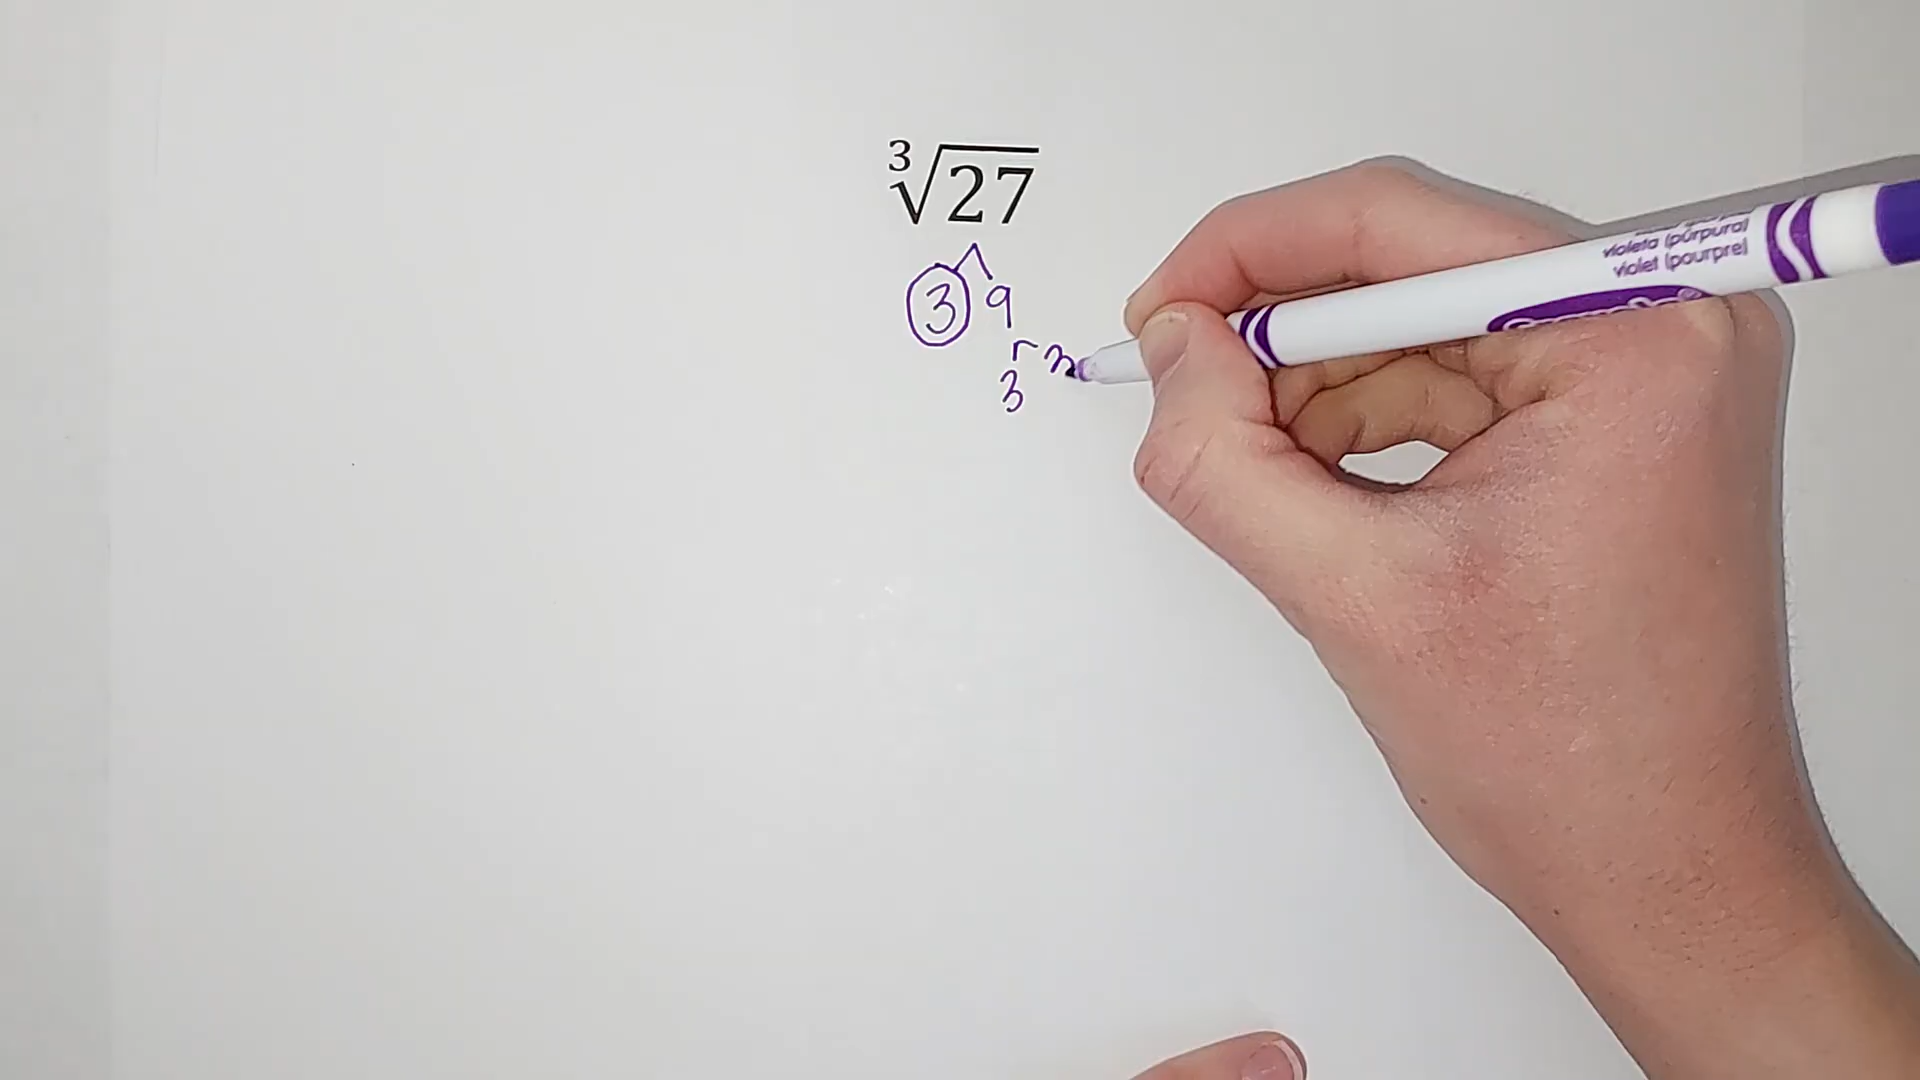 ∛27
3 9
3 3
violeta (púrpura)
violet (pourpre)